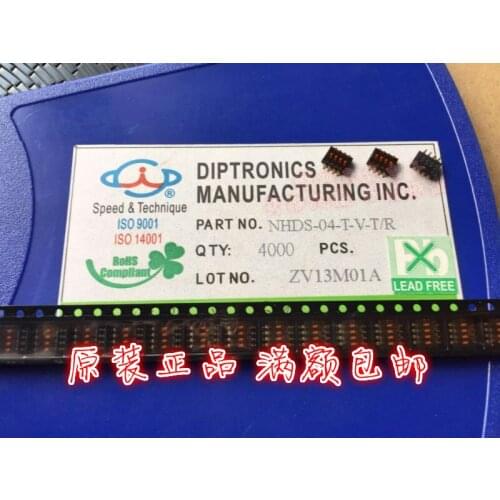 DIPTRONICS
MANUFACTURING INC.
Speed & Technique
ISO 9001
ISO 14001
RoHS
Compliant
PART NO. NHDS-04-T-V-T/R
QTY: 4000 PCS.
LOT NO. ZV13M01A
Pb
LEAD FREE
原装正品 满额包邮